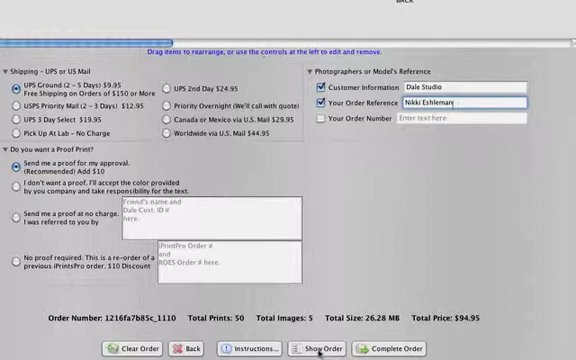 BACK
Drag items to rearrange, or use the controls at the left to edit and remove.
Shipping - UPS or US Mail
UPS Ground (2 - 5 Days) $9.95
Free Shipping on Orders of $150 or More
UPS 2nd Day $24.95
USPS Priority Mail (2 - 3 Days) $12.95
Priority Overnight (We'll call with quote)
UPS 3 Day Select $19.95
Canada or Mexico via U.S. Mail $29.95
Pick Up At Lab - No Charge
Worldwide via U.S. Mail $44.95
Photographers or Model's Reference
Customer Information Dale Studio
Your Order Reference Nikki Eshleman
Your Order Number Enter text here
Do you want a Proof Print?
Send me a proof for my approval.
(Recommended) Add $10
I don't want a proof. I'll accept the color provided
by you company and take responsibility for the text.
Send me a proof at no charge.
I was referred to you by
Friend's name and
Dale Cust. ID #
here.
No proof required. This is a re-order of a
previous iPrintsPro order. $10 Discount
iPrintPro Order #
and
ROES Order # here.
Order Number: 1216fa7b85c_1110 Total Prints: 50 Total Images: 5 Total Size: 26.28 MB Total Price: $94.95
Clear Order Back Instructions... Show Order Complete Order